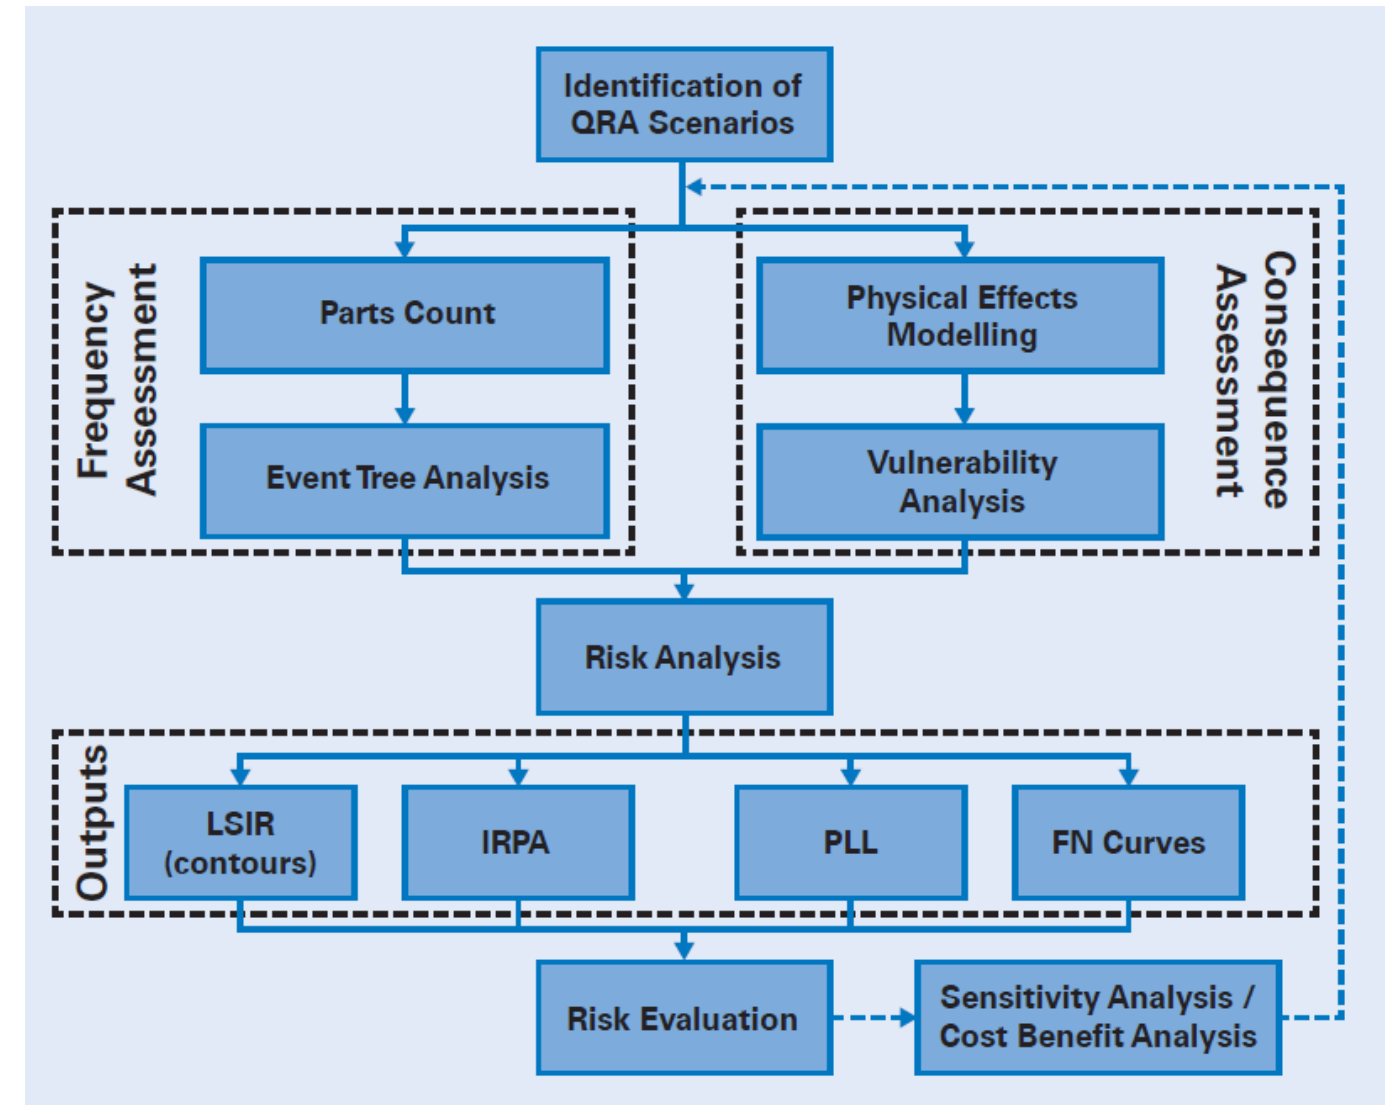 Identification of
QRA Scenarios
Frequency
Assessment
Parts Count
Event Tree Analysis
Physical Effects
Modelling
Vulnerability
Analysis
Consequence
Assessment
Risk Analysis
Outputs
LSIR
(contours)
IRPA
PLL
FN Curves
Risk Evaluation
Sensitivity Analysis /
Cost Benefit Analysis